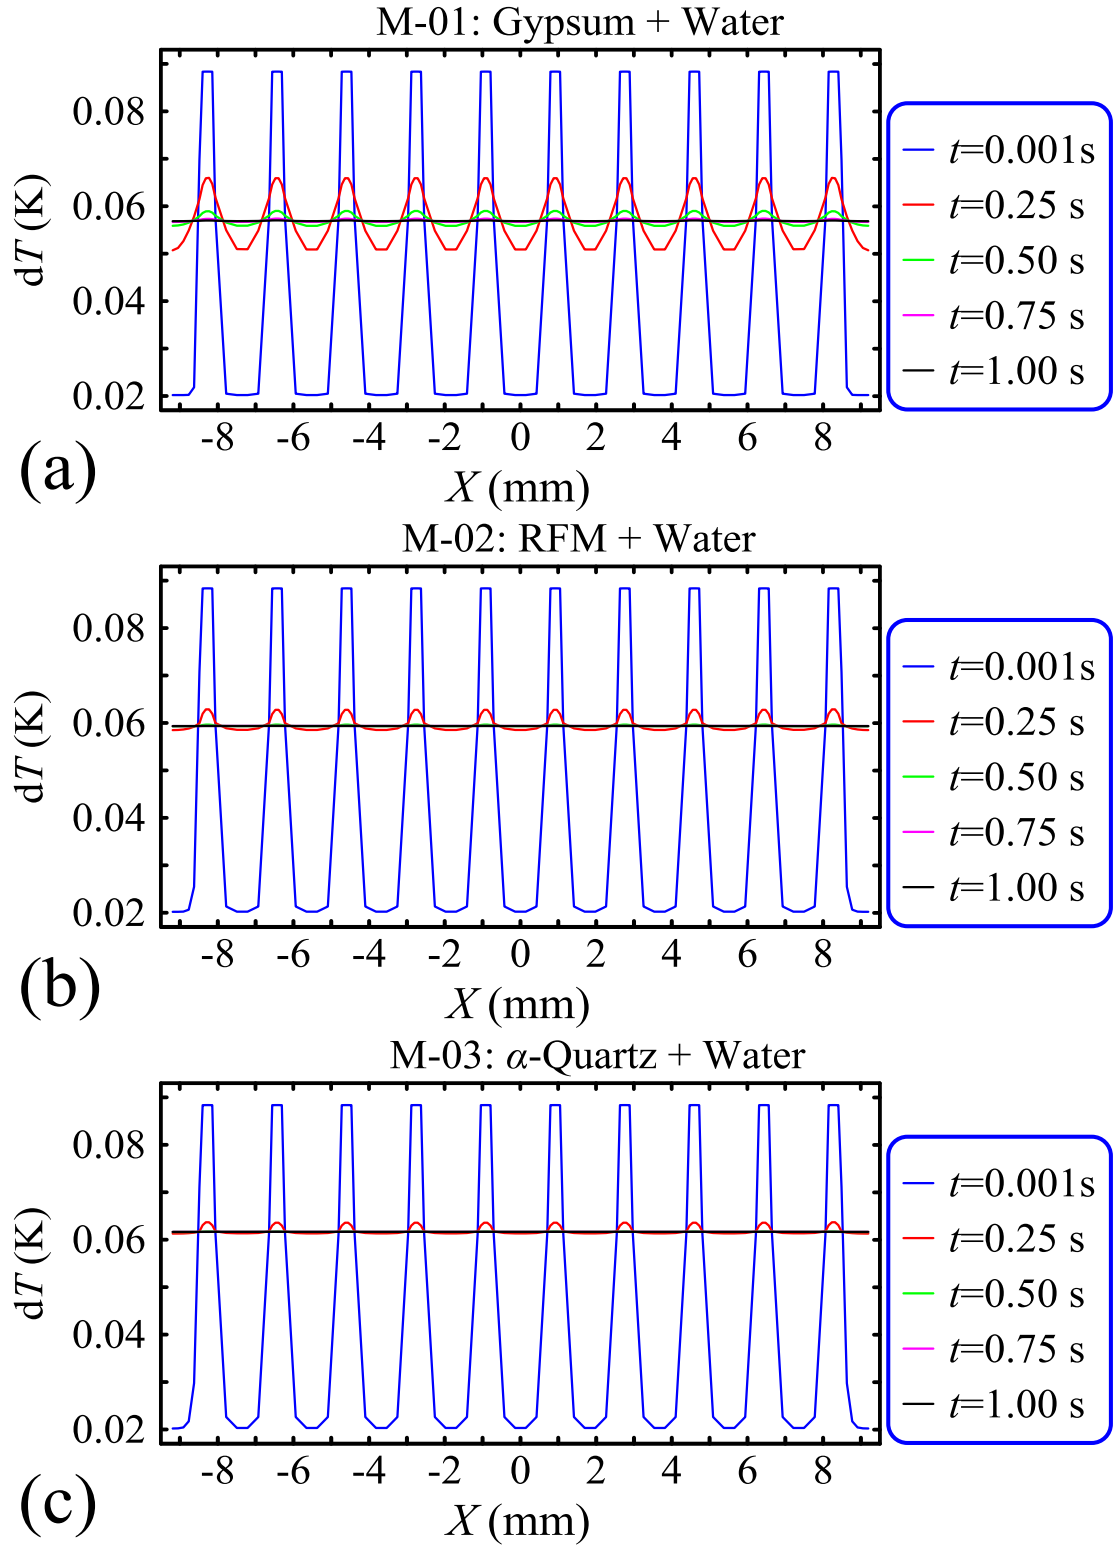 M-01: Gypsum + Water
dT (K)
0.08
0.06
0.04
0.02
-8 -6 -4 -2 0 2 4 6 8
X (mm)
(a)
t=0.001s
t=0.25 s
t=0.50 s
t=0.75 s
t=1.00 s
M-02: RFM + Water
dT (K)
0.08
0.06
0.04
0.02
-8 -6 -4 -2 0 2 4 6 8
X (mm)
(b)
t=0.001s
t=0.25 s
t=0.50 s
t=0.75 s
t=1.00 s
M-03: α-Quartz + Water
dT (K)
0.08
0.06
0.04
0.02
-8 -6 -4 -2 0 2 4 6 8
X (mm)
(c)
t=0.001s
t=0.25 s
t=0.50 s
t=0.75 s
t=1.00 s